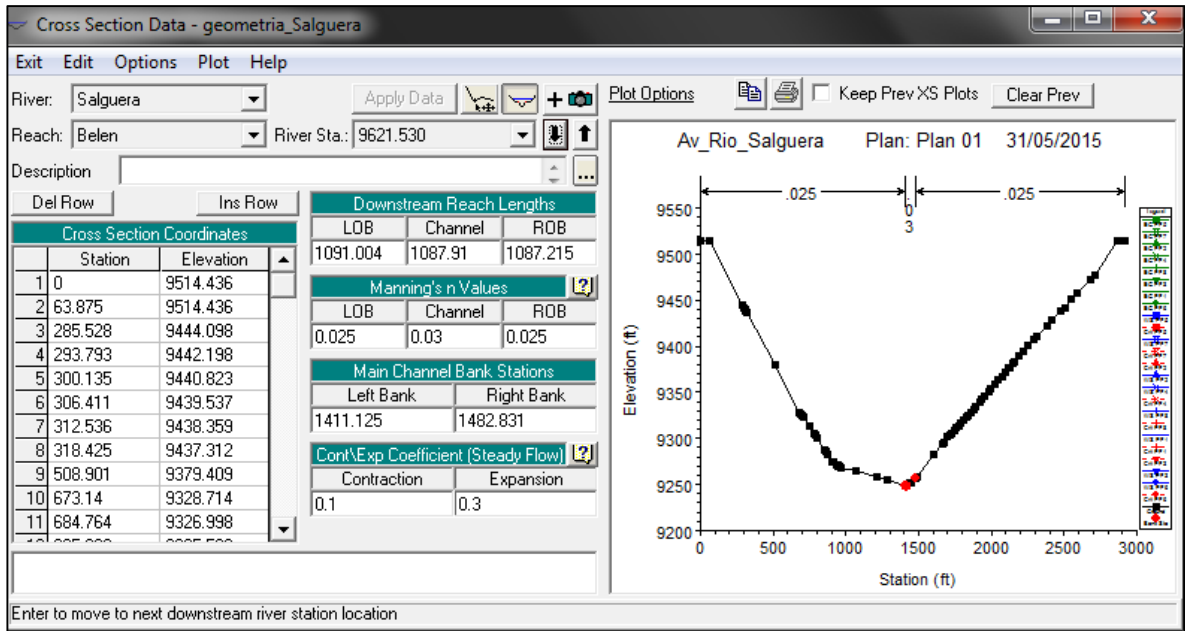 Cross Section Data - geometria_Salguera
Exit Edit Options Plot Help
River: Salguera Apply Data
Reach: Belen River Sta.: 9621.530
Description ...
Del Row Ins Row
Cross Section Coordinates
Station Elevation
1 0 9514.436
2 63.875 9514.436
3 285.528 9444.098
4 293.793 9442.198
5 300.135 9440.823
6 306.411 9439.537
7 312.536 9438.359
8 318.425 9437.312
9 508.901 9379.409
10 673.14 9328.714
11 684.764 9326.998
Downstream Reach Lengths
LOB Channel ROB
1091.004 1087.91 1087.215
Manning's n Values
LOB Channel ROB
0.025 0.03 0.025
Main Channel Bank Stations
Left Bank Right Bank
1411.125 1482.831
Cont\Exp Coefficient (Steady Flow)
Contraction Expansion
0.1 0.3
Plot Options Keep Prev XS Plots Clear Prev
Av_Rio_Salguera Plan: Plan 01 31/05/2015
.025 .03 .025
9550
9500
9450
9400
9350
9300
9250
9200
Elevation (ft)
0 500 1000 1500 2000 2500 3000
Station (ft)
Legend
Enter to move to next downstream river station location